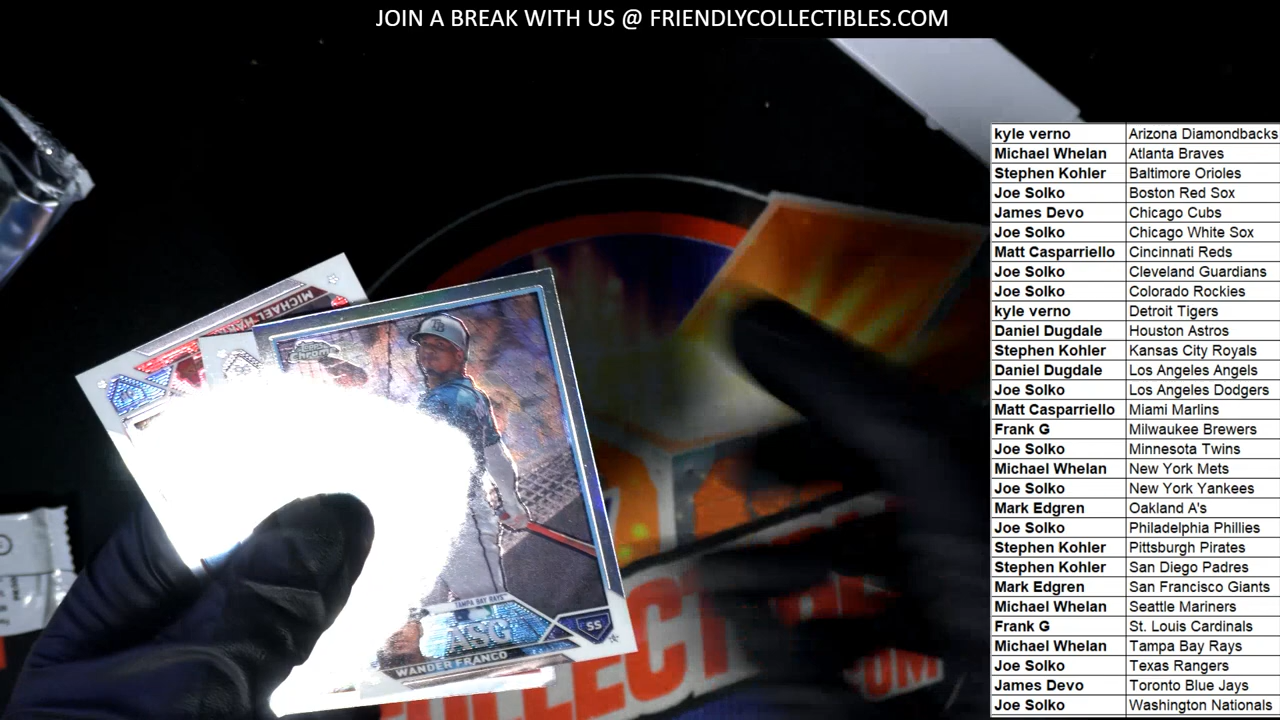 JOIN A BREAK WITH US @ FRIENDLYCOLLECTIBLES.COM
kyle verno Arizona Diamondbacks
Michael Whelan Atlanta Braves
Stephen Kohler Baltimore Orioles
Joe Solko Boston Red Sox
James Devo Chicago Cubs
Joe Solko Chicago White Sox
Matt Casparriello Cincinnati Reds
Joe Solko Cleveland Guardians
Joe Solko Colorado Rockies
kyle verno Detroit Tigers
Daniel Dugdale Houston Astros
Stephen Kohler Kansas City Royals
Daniel Dugdale Los Angeles Angels
Joe Solko Los Angeles Dodgers
Matt Casparriello Miami Marlins
Frank G Milwaukee Brewers
Joe Solko Minnesota Twins
Michael Whelan New York Mets
Joe Solko New York Yankees
Mark Edgren Oakland A's
Joe Solko Philadelphia Phillies
Stephen Kohler Pittsburgh Pirates
Stephen Kohler San Diego Padres
Mark Edgren San Francisco Giants
Michael Whelan Seattle Mariners
Frank G St. Louis Cardinals
Michael Whelan Tampa Bay Rays
Joe Solko Texas Rangers
James Devo Toronto Blue Jays
Joe Solko Washington Nationals
MICHAEL
Topps Chrome
TAMPA BAY RAYS
ASG
SS
WANDER FRANCO
COLLECT